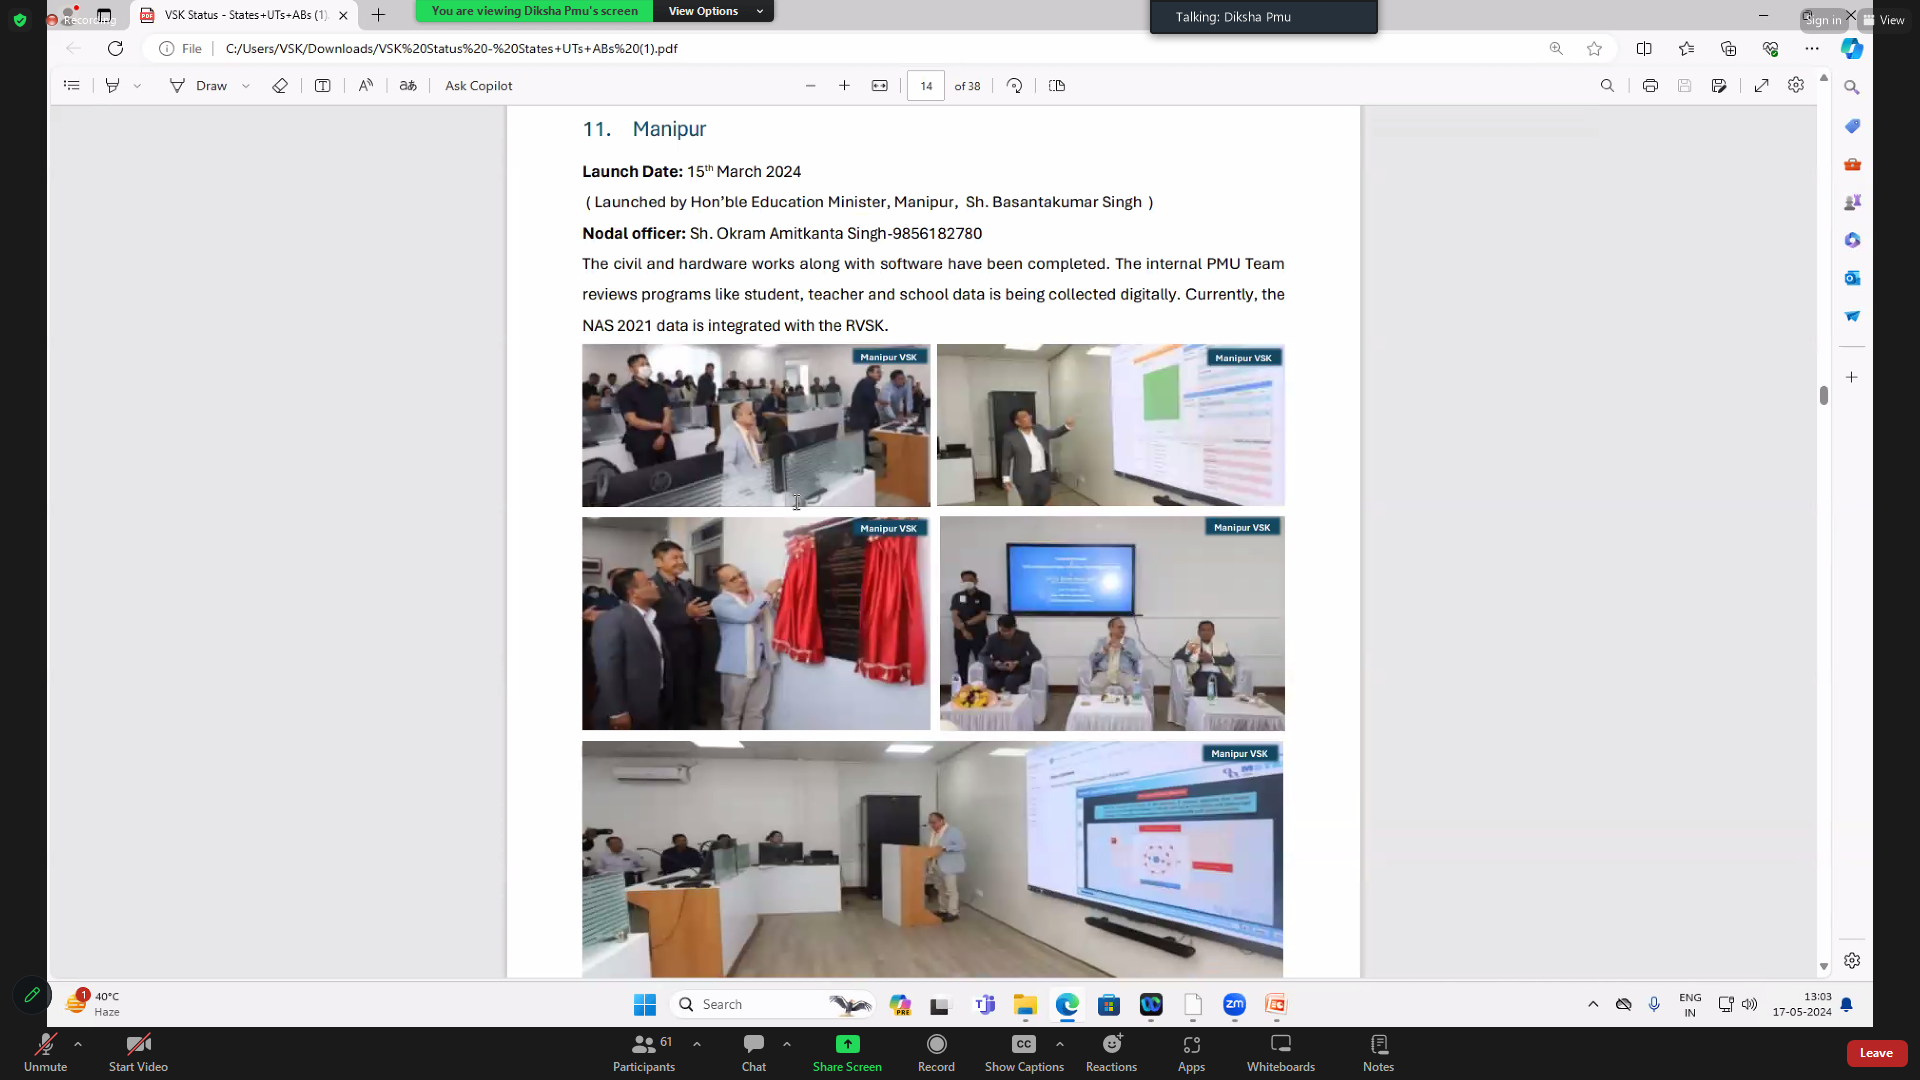 Recording
VSK Status - States+UTs+ABs (1).
You are viewing Diksha Pmu's screen
View Options
Talking: Diksha Pmu
Sign in
View
File
C:/Users/VSK/Downloads/VSK%20Status%20-%20States+UTs+ABs%20(1).pdf
Draw
Ask Copilot
14 of 38
11. Manipur
Launch Date: 15th March 2024
( Launched by Hon'ble Education Minister, Manipur, Sh. Basantakumar Singh )
Nodal officer: Sh. Okram Amitkanta Singh-9856182780
The civil and hardware works along with software have been completed. The internal PMU Team
reviews programs like student, teacher and school data is being collected digitally. Currently, the
NAS 2021 data is integrated with the RVSK.
Manipur VSK
Manipur VSK
Manipur VSK
Manipur VSK
Manipur VSK
1
40°C
Haze
Search
PRE
zm
ENG
IN
13:03
17-05-2024
Unmute
Start Video
Participants
61
Chat
Share Screen
Record
CC
Show Captions
Reactions
Apps
Whiteboards
Notes
Leave